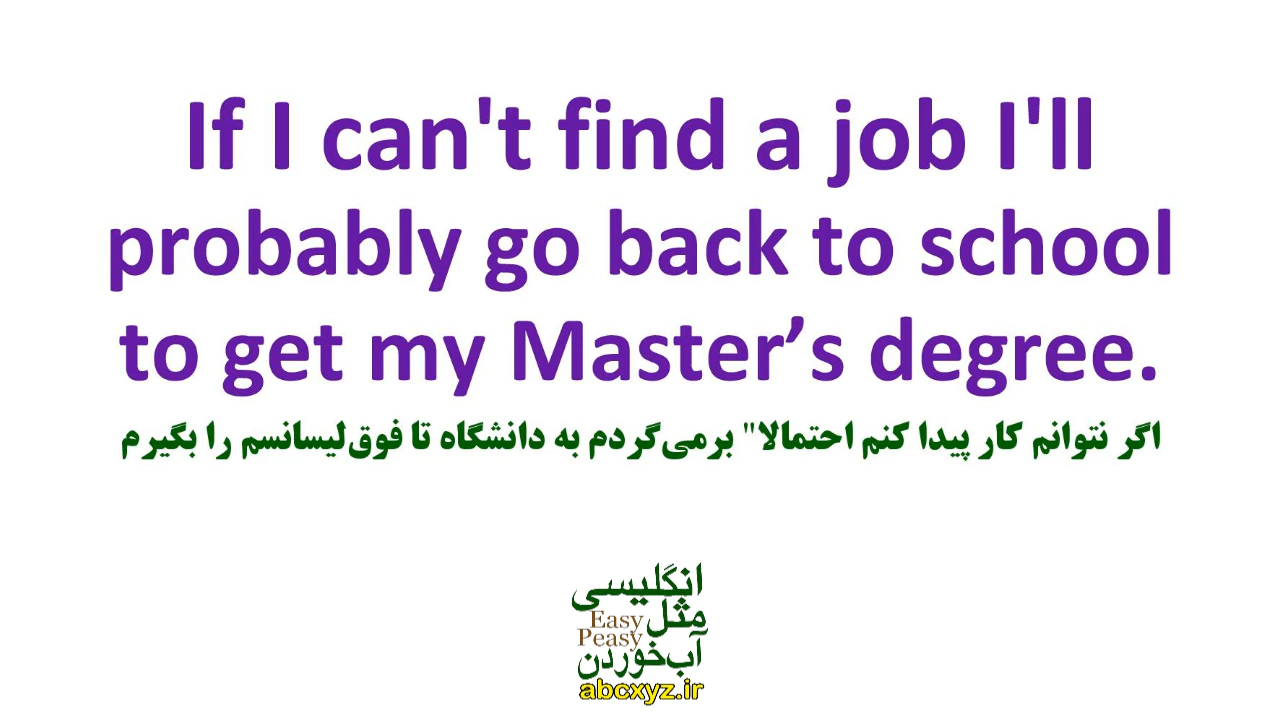 If I can't find a job I'll
probably go back to school
to get my Master’s degree.
اگر نتوانم کار پیدا کنم احتمالا" برمی‌گردم به دانشگاه تا فوق‌لیسانسم را بگیرم
انگلیسی
مثل
Easy
Peasy
آب‌خوردن
abcxyz.ir